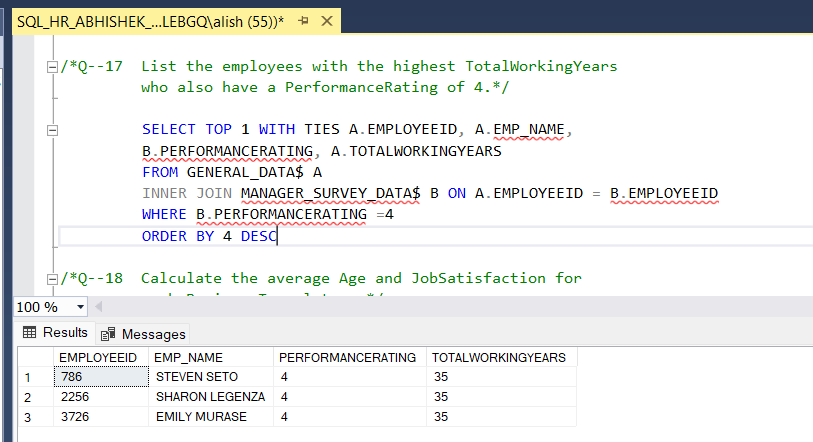 SQL_HR_ABHISHEK_...LEBGQ\alish (55))*
/*Q--17 List the employees with the highest TotalWorkingYears
who also have a PerformanceRating of 4.*/
SELECT TOP 1 WITH TIES A.EMPLOYEEID, A.EMP_NAME,
B.PERFORMANCERATING, A.TOTALWORKINGYEARS
FROM GENERAL_DATA$ A
INNER JOIN MANAGER_SURVEY_DATA$ B ON A.EMPLOYEEID = B.EMPLOYEEID
WHERE B.PERFORMANCERATING =4
ORDER BY 4 DESC
/*Q--18 Calculate the average Age and JobSatisfaction for
100 %
Results Messages
EMPLOYEEID EMP_NAME PERFORMANCERATING TOTALWORKINGYEARS
1 786 STEVEN SETO 4 35
2 2256 SHARON LEGENZA 4 35
3 3726 EMILY MURASE 4 35